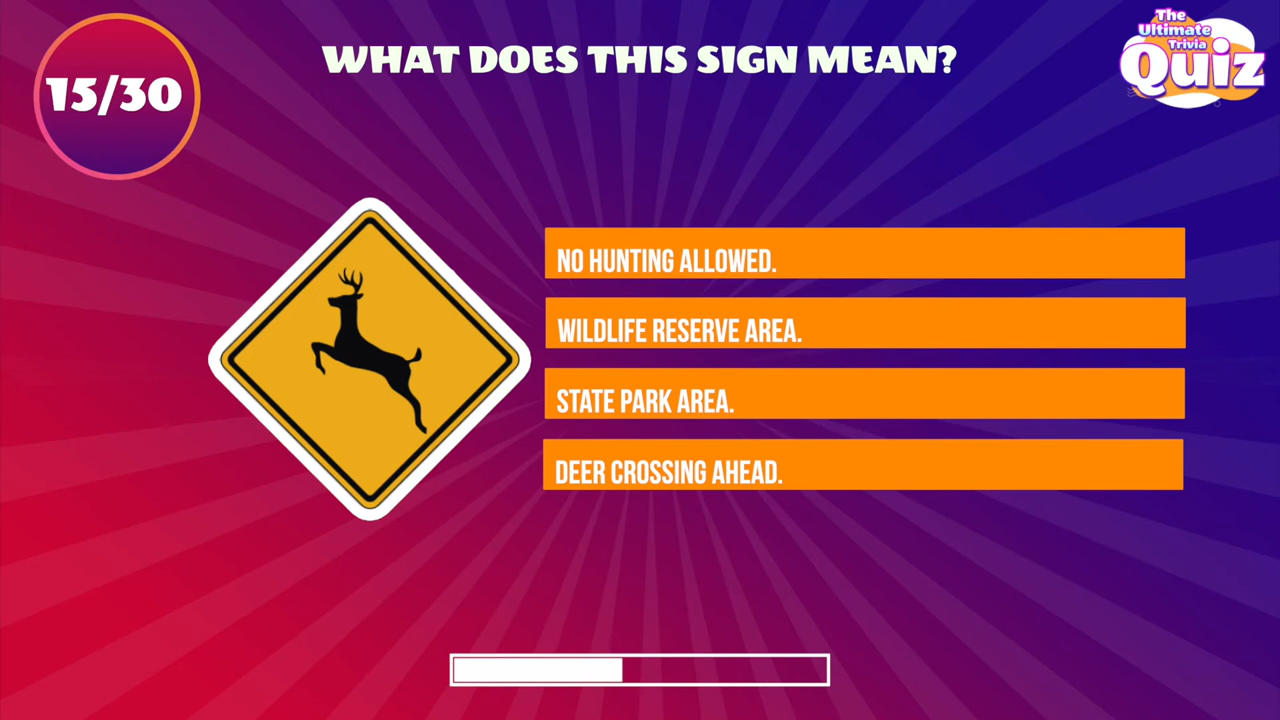 15/30
WHAT DOES THIS SIGN MEAN?
The
Ultimate
Trivia
Quiz
NO HUNTING ALLOWED.
WILDLIFE RESERVE AREA.
STATE PARK AREA.
DEER CROSSING AHEAD.